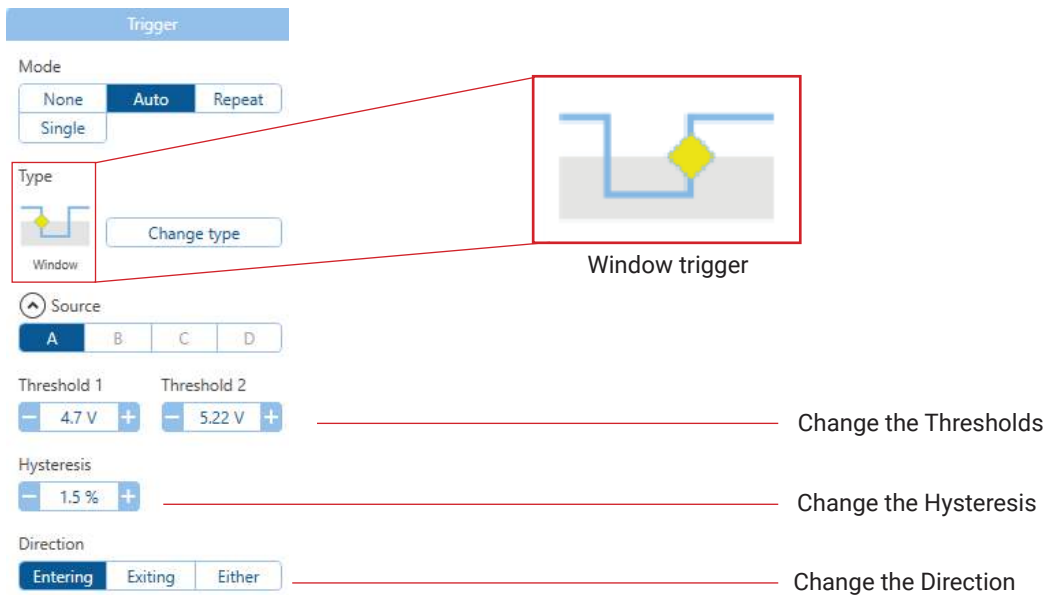 Trigger
Mode
None Auto Repeat
Single
Type
Change type
Window
Window trigger
Source
A B C D
Threshold 1 Threshold 2
− 4.7 V + − 5.22 V +
Change the Thresholds
Hysteresis
− 1.5 % +
Change the Hysteresis
Direction
Entering Exiting Either
Change the Direction